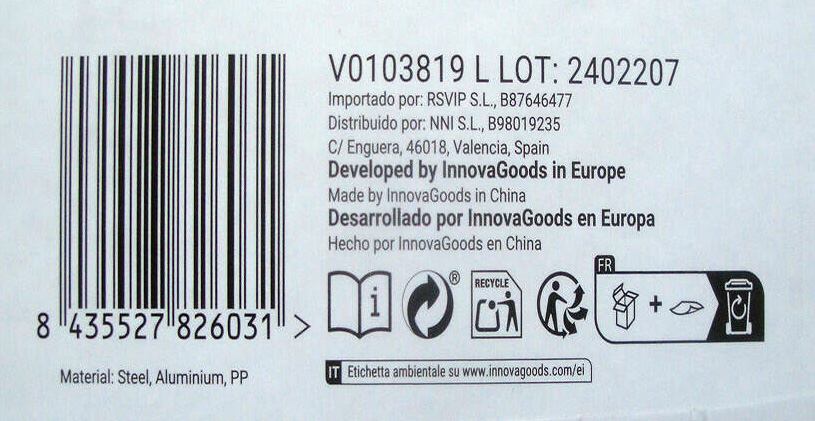 V0103819 L LOT: 2402207
Importado por: RSVIP S.L., B87646477
Distribuido por: NNI S.L., B98019235
C/ Enguera, 46018, Valencia, Spain
Developed by InnovaGoods in Europe
Made by InnovaGoods in China
Desarrollado por InnovaGoods en Europa
Hecho por InnovaGoods en China
i ® RECYCLE FR +
8 435527 826031 >
IT Etichetta ambientale su www.innovagoods.com/ei
Material: Steel, Aluminium, PP